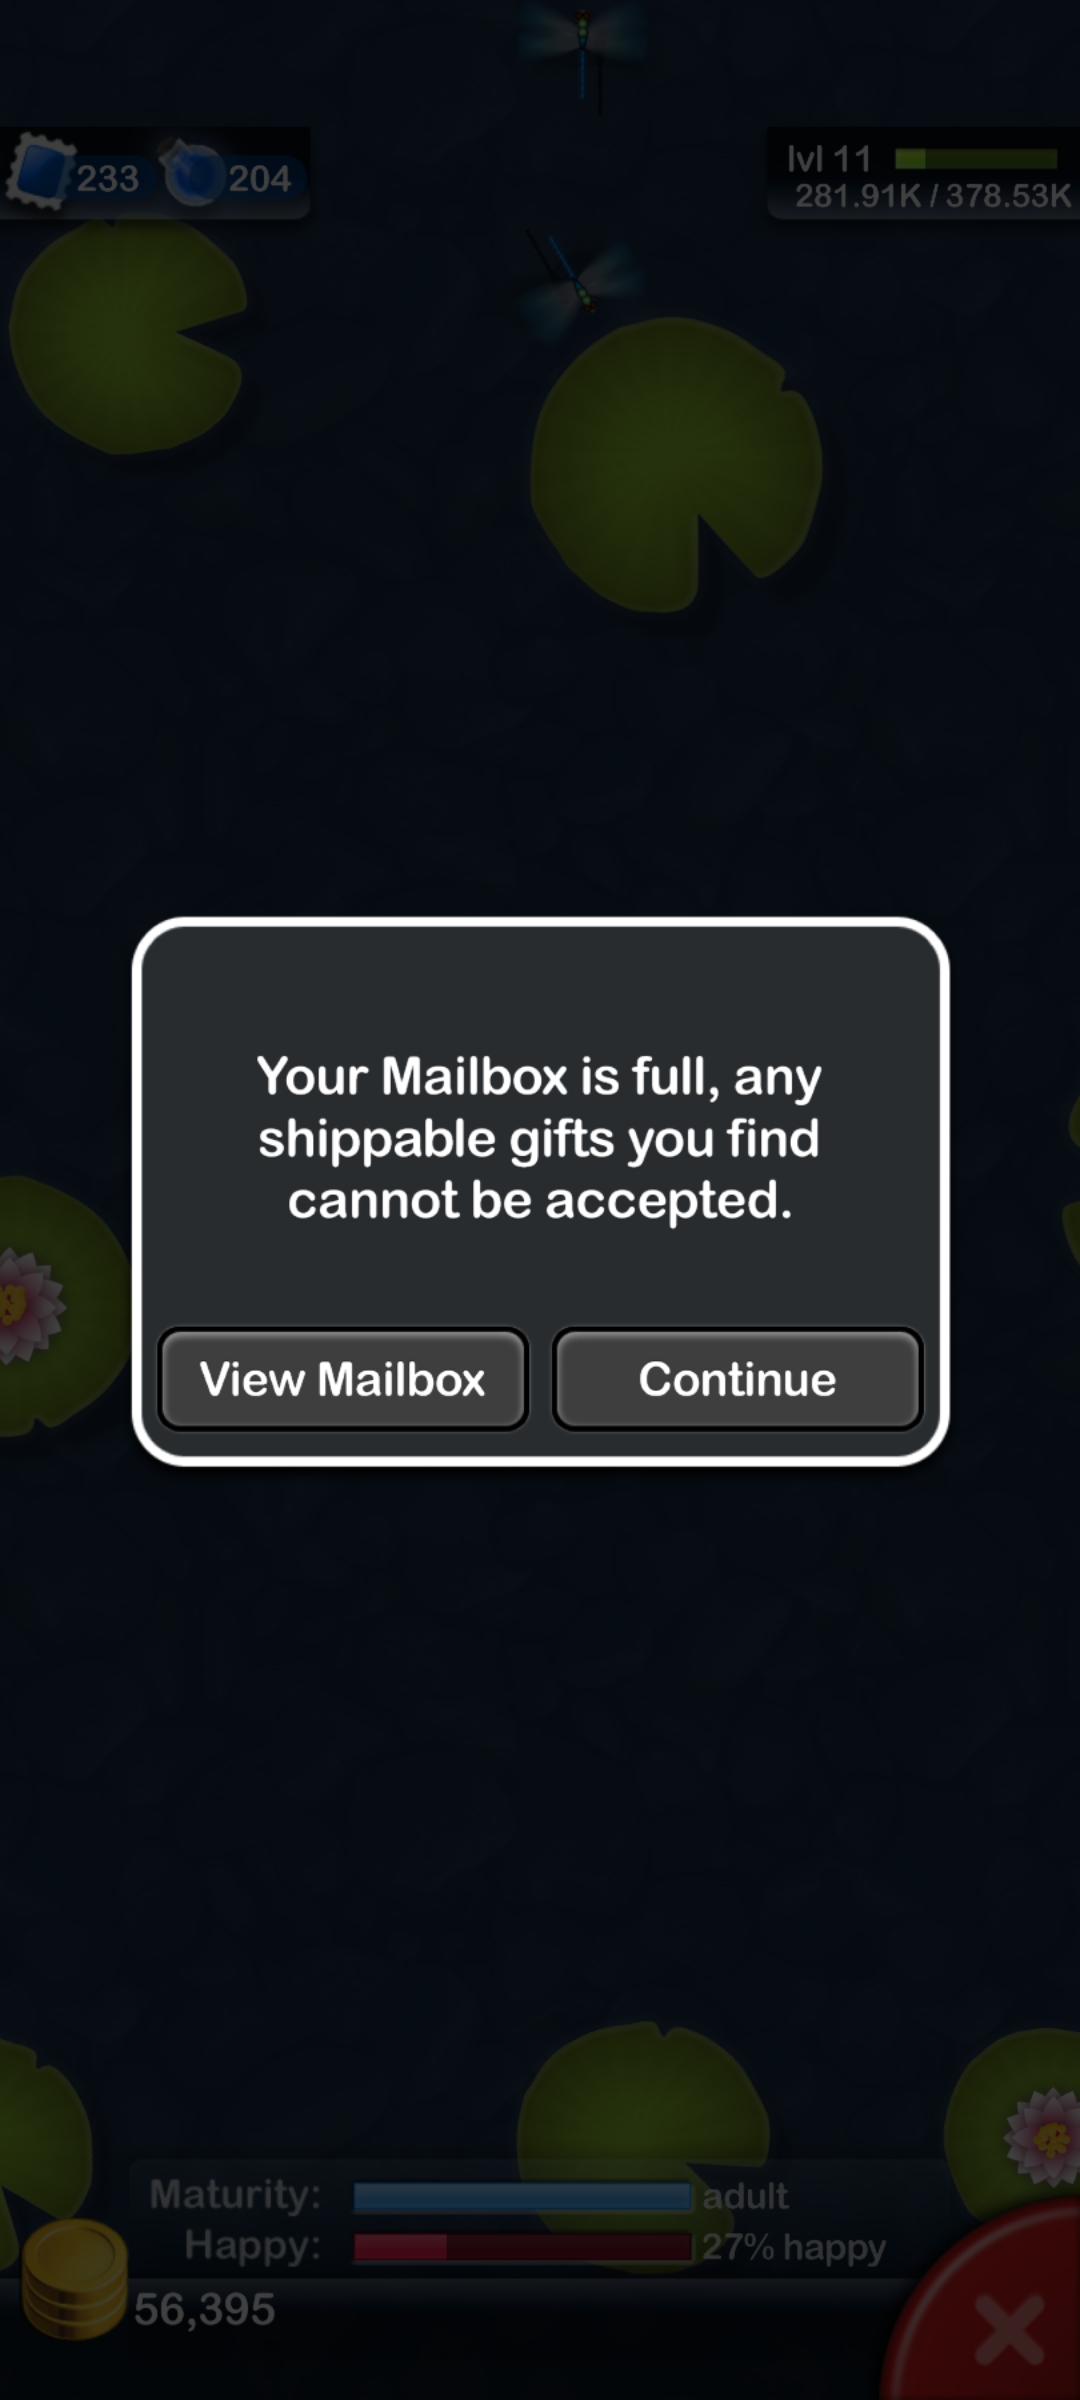 233 204
lvl 11
281.91K / 378.53K
Your Mailbox is full, any
shippable gifts you find
cannot be accepted.
View Mailbox Continue
Maturity: adult
Happy: 27% happy
56,395